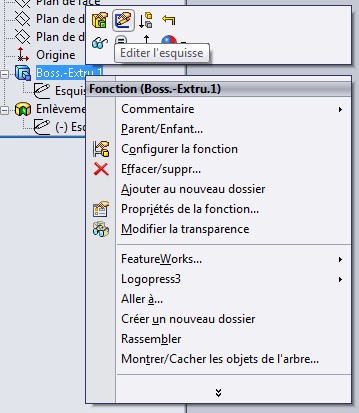 Plan de face
Plan de d
Plan de d
Origine
Boss.-Extru.1
Esquis
Enlèvem
(-) Esq
Editer l'esquisse
Fonction (Boss.-Extru.1)
Commentaire
Parent/Enfant...
Configurer la fonction
Effacer/suppr...
Ajouter au nouveau dossier
Propriétés de la fonction...
Modifier la transparence
FeatureWorks...
Logopress3
Aller à...
Créer un nouveau dossier
Rassembler
Montrer/Cacher les objets de l'arbre...